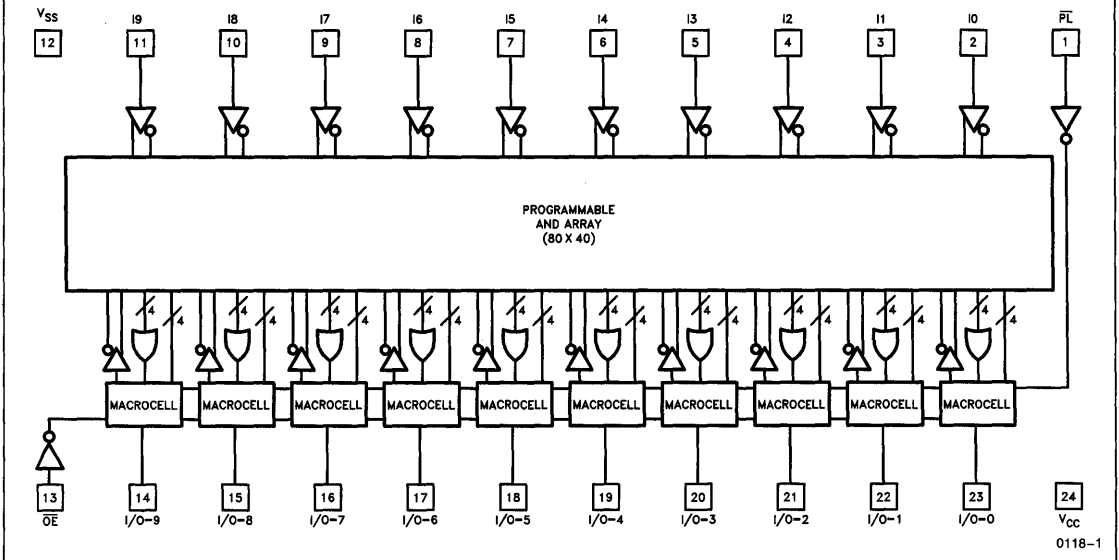 VSS I9 I8 I7 I6 I5 I4 I3 I2 I1 I0 P̅L̅
12 11 10 9 8 7 6 5 4 3 2 1
PROGRAMMABLE
AND ARRAY
(80 X 40)
4 4 4 4 4 4 4 4 4 4 4 4 4 4 4 4 4 4 4 4
MACROCELL MACROCELL MACROCELL MACROCELL MACROCELL MACROCELL MACROCELL MACROCELL MACROCELL MACROCELL
13 14 15 16 17 18 19 20 21 22 23 24
O̅E̅ I/O-9 I/O-8 I/O-7 I/O-6 I/O-5 I/O-4 I/O-3 I/O-2 I/O-1 I/O-0 VCC
0118-1